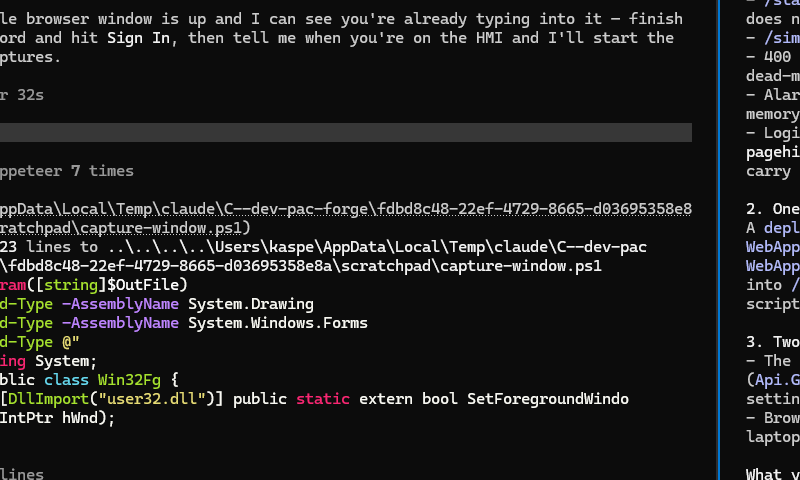 le browser window is up and I can see you're already typing into it — finish
ord and hit Sign In, then tell me when you're on the HMI and I'll start the
ptures.
r 32s
ppeteer 7 times
ppData\Local\Temp\claude\C--dev-pac-forge\fdbd8c48-22ef-4729-8665-d03695358e8
ratchpad\capture-window.ps1)
23 lines to ..\..\..\..\Users\kaspe\AppData\Local\Temp\claude\C--dev-pac
\fdbd8c48-22ef-4729-8665-d03695358e8a\scratchpad\capture-window.ps1
ram([string]$OutFile)
d-Type -AssemblyName System.Drawing
d-Type -AssemblyName System.Windows.Forms
d-Type @"
ing System;
blic class Win32Fg {
[DllImport("user32.dll")] public static extern bool SetForegroundWindo
IntPtr hWnd);
lines
- /sta
does n
- /sim
- 400
dead-m
- Alar
memory
- Logi
pagehi
carry
2. One
A depl
WebApp
WebApp
into /
script
3. Two
- The
(Api.G
settin
- Brow
laptop
What y